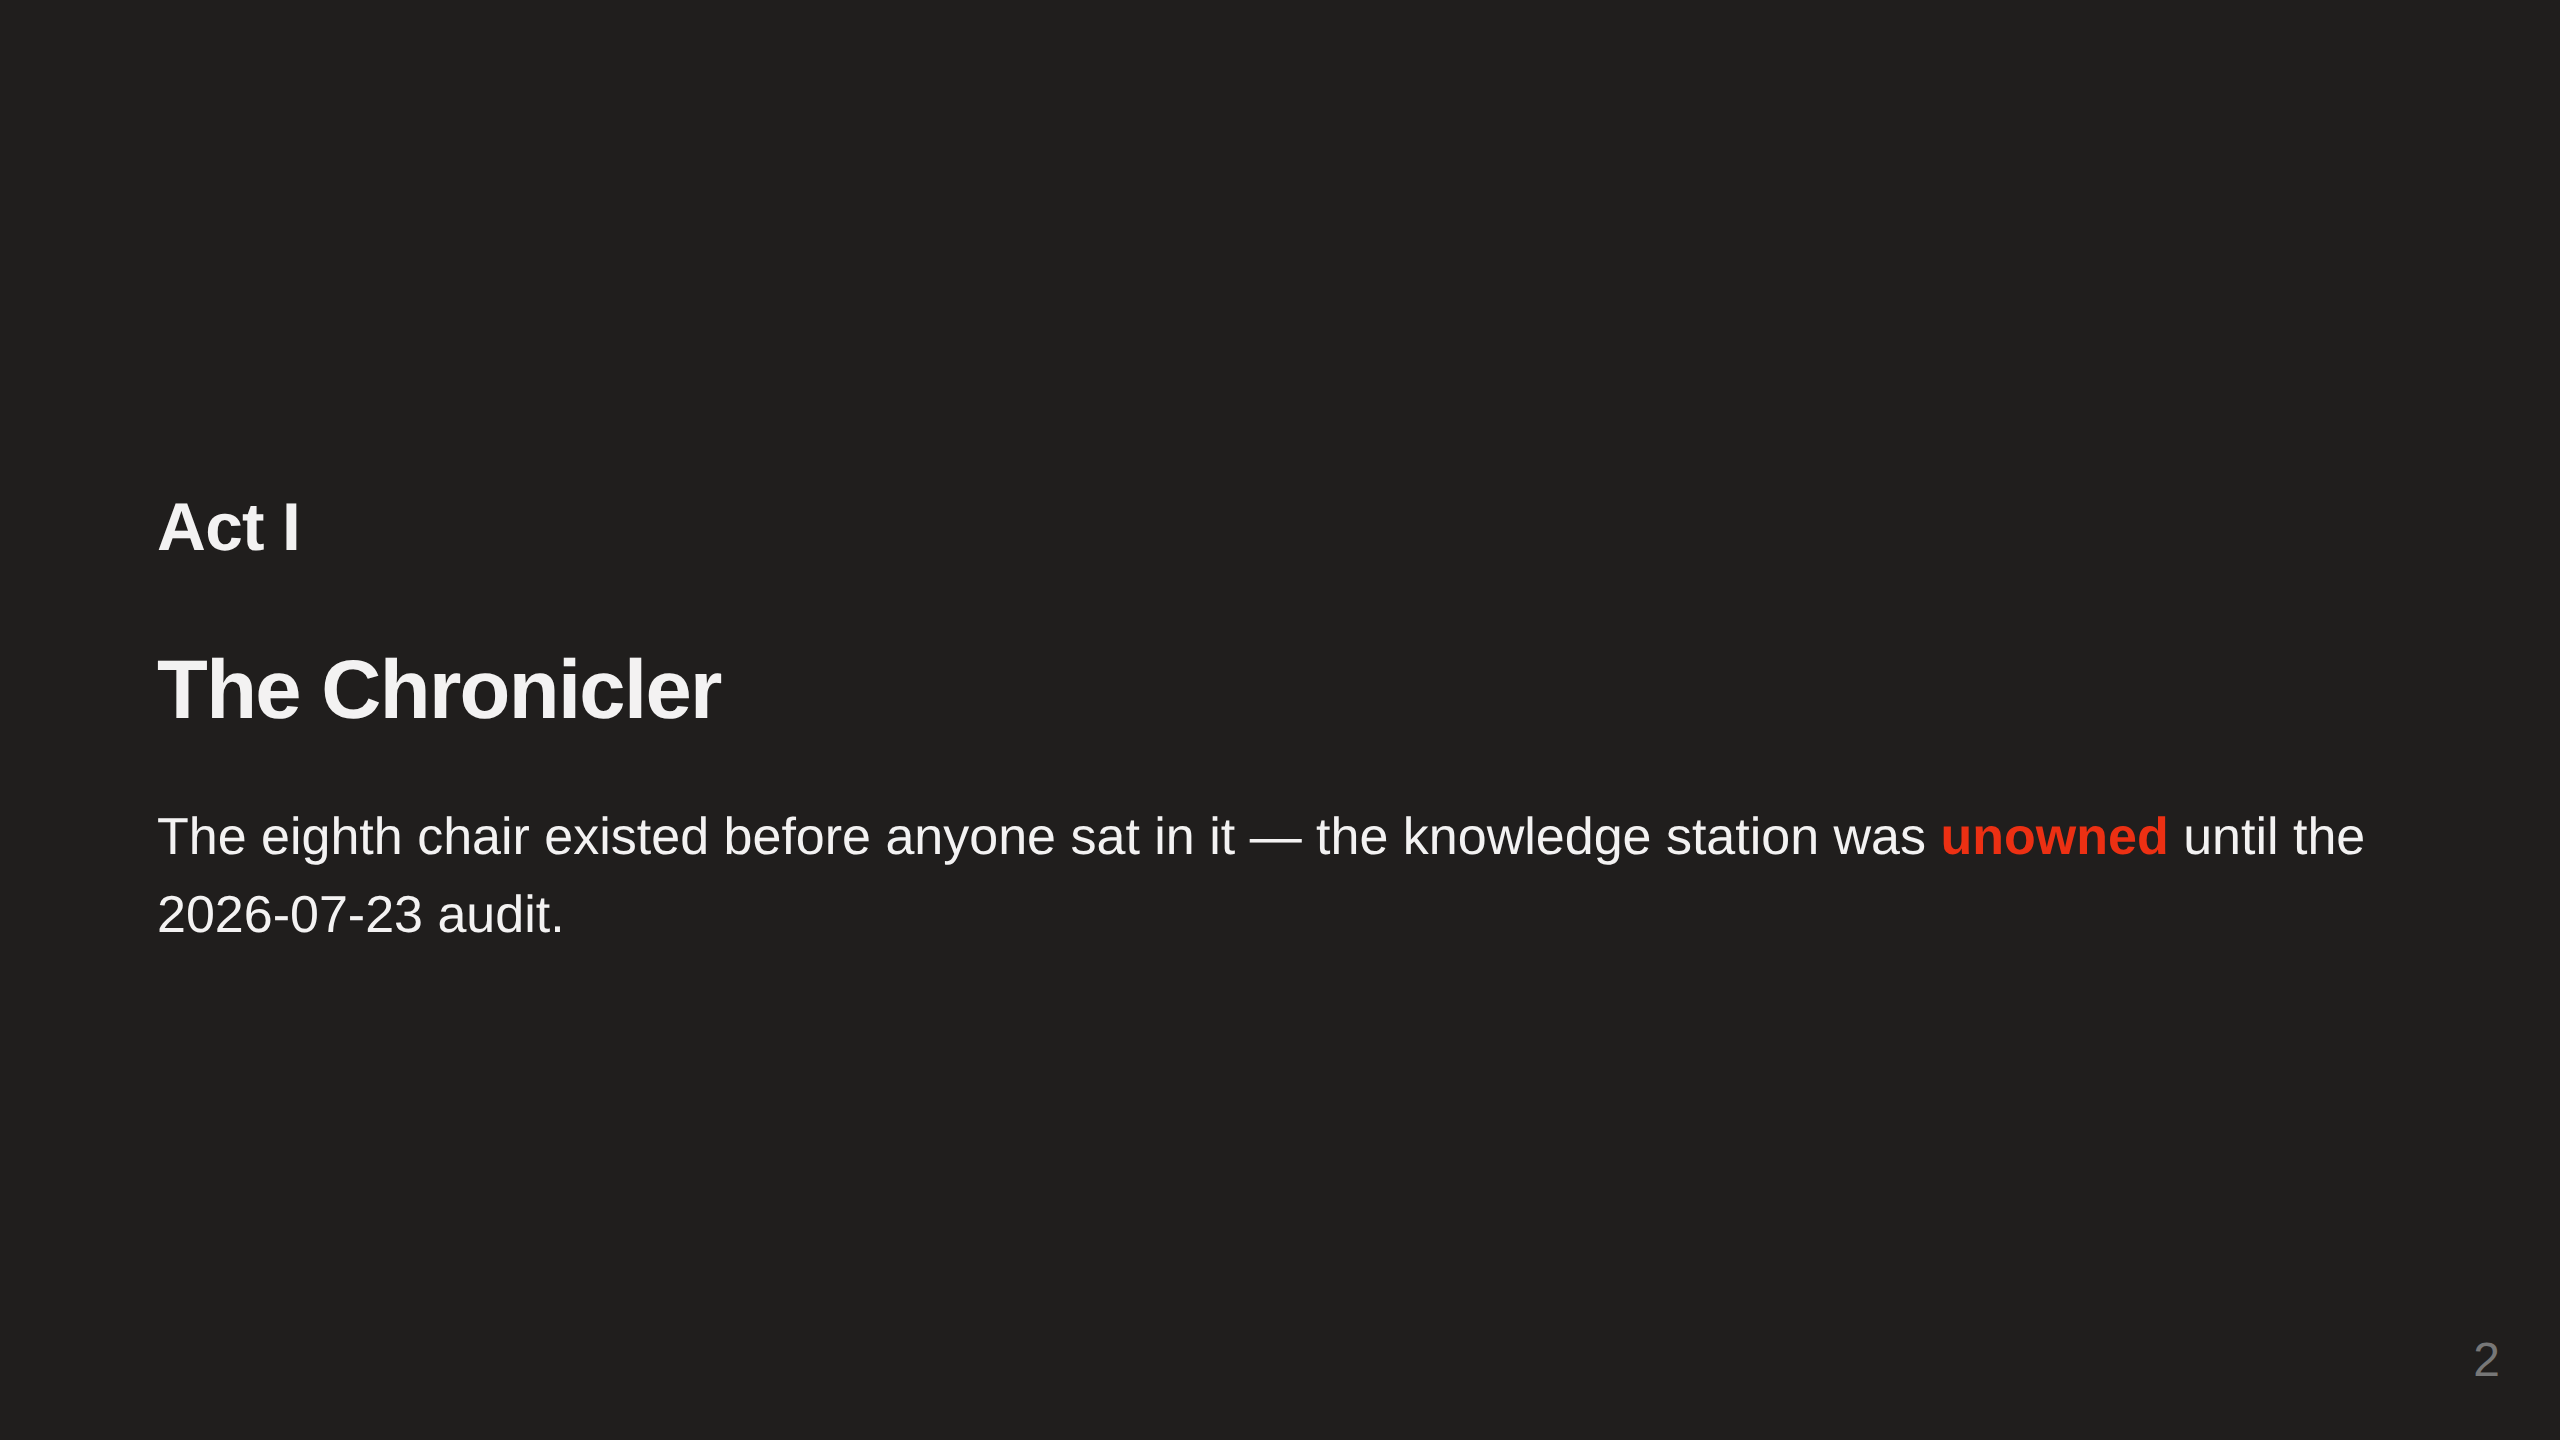 Act I
The Chronicler
The eighth chair existed before anyone sat in it — the knowledge station was unowned until the
2026-07-23 audit.
2